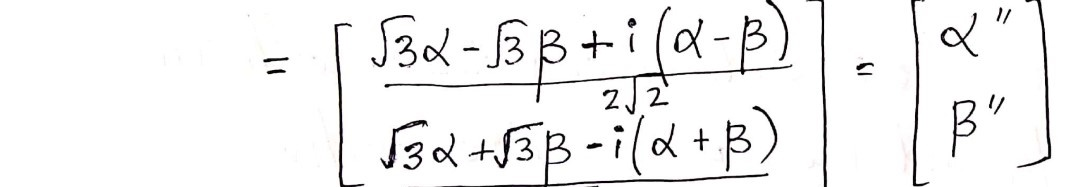 = [ √3α - √3β + i(α-β) / 2√2 ] = [ α″ ]
[ √3α + √3β - i(α+β) ] [ β″ ]